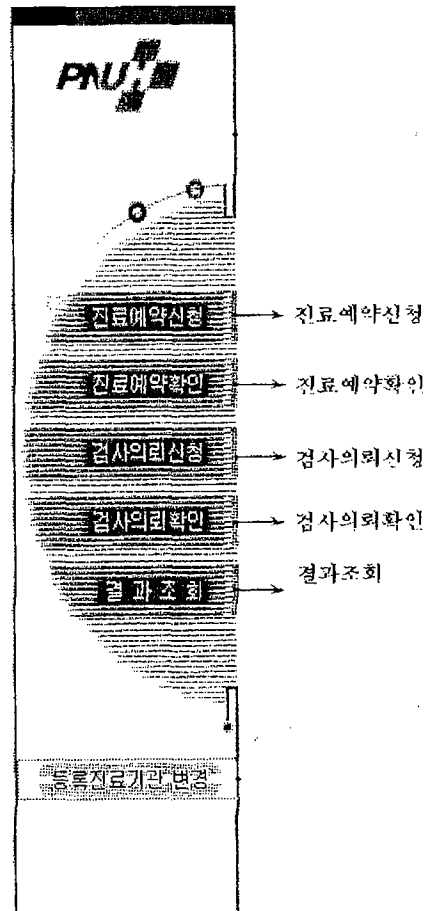 PNU
진료예약신청 → 진료예약신청
진료예약확인 → 진료예약확인
검사의뢰신청 → 검사의뢰신청
검사의뢰확인 → 검사의뢰확인
결과조회 → 결과조회
등록진료기관 변경